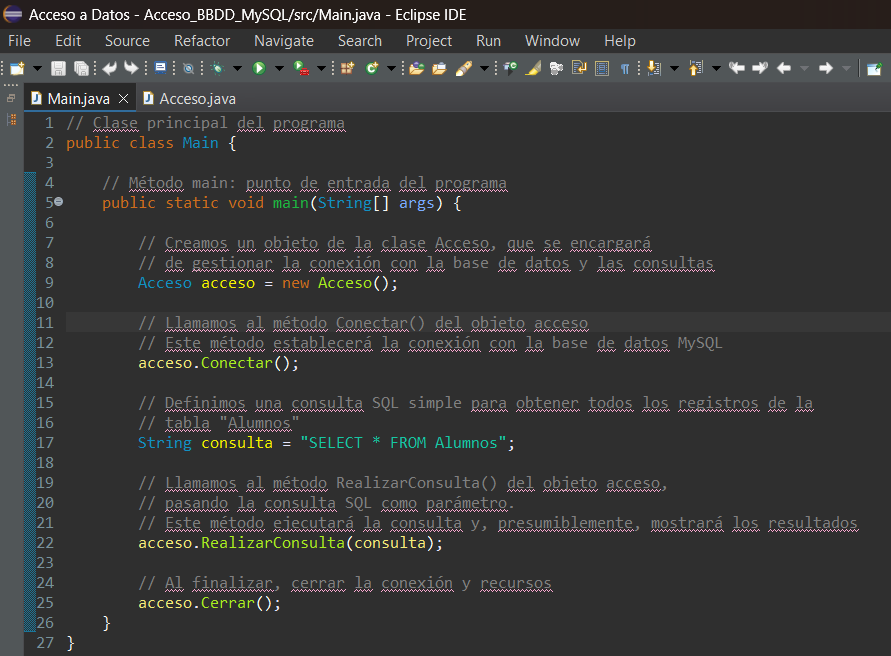 Acceso a Datos - Acceso_BBDD_MySQL/src/Main.java - Eclipse IDE
File Edit Source Refactor Navigate Search Project Run Window Help
Main.java Acceso.java
1 // Clase principal del programa
2 public class Main {
3
4 // Método main: punto de entrada del programa
5 public static void main(String[] args) {
6
7 // Creamos un objeto de la clase Acceso, que se encargará
8 // de gestionar la conexión con la base de datos y las consultas
9 Acceso acceso = new Acceso();
10
11 // Llamamos al método Conectar() del objeto acceso
12 // Este método establecerá la conexión con la base de datos MySQL
13 acceso.Conectar();
14
15 // Definimos una consulta SQL simple para obtener todos los registros de la
16 // tabla "Alumnos"
17 String consulta = "SELECT * FROM Alumnos";
18
19 // Llamamos al método RealizarConsulta() del objeto acceso,
20 // pasando la consulta SQL como parámetro.
21 // Este método ejecutará la consulta y, presumiblemente, mostrará los resultados
22 acceso.RealizarConsulta(consulta);
23
24 // Al finalizar, cerrar la conexión y recursos
25 acceso.Cerrar();
26 }
27 }